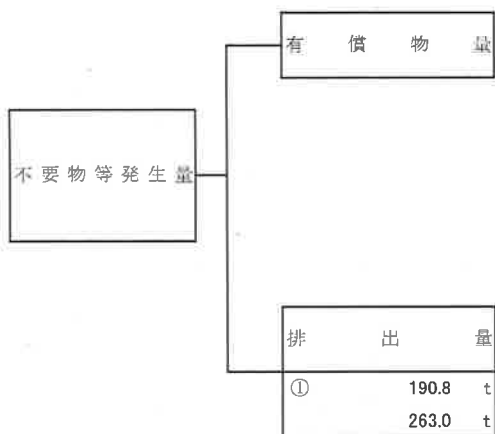 有償物量
不要物等発生量
排出量
① 190.8 t
263.0 t